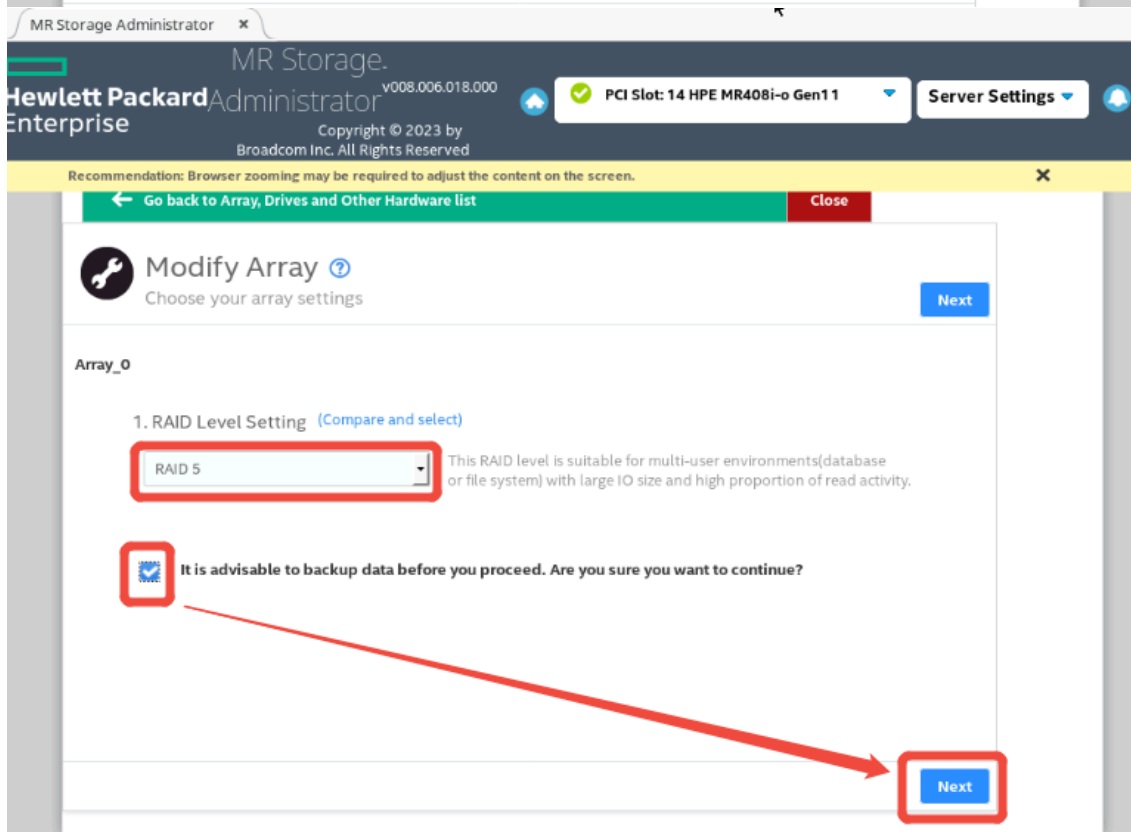 MR Storage Administrator ×
MR Storage
Administrator v008.006.018.000
Hewlett Packard
Enterprise
Copyright © 2023 by
Broadcom Inc. All Rights Reserved
PCI Slot: 14 HPE MR408i-o Gen11
Server Settings
Recommendation: Browser zooming may be required to adjust the content on the screen.
Go back to Array, Drives and Other Hardware list
Close
Modify Array ?
Choose your array settings
Next
Array_0
1. RAID Level Setting (Compare and select)
RAID 5
This RAID level is suitable for multi-user environments(database
or file system) with large IO size and high proportion of read activity.
It is advisable to backup data before you proceed. Are you sure you want to continue?
Next